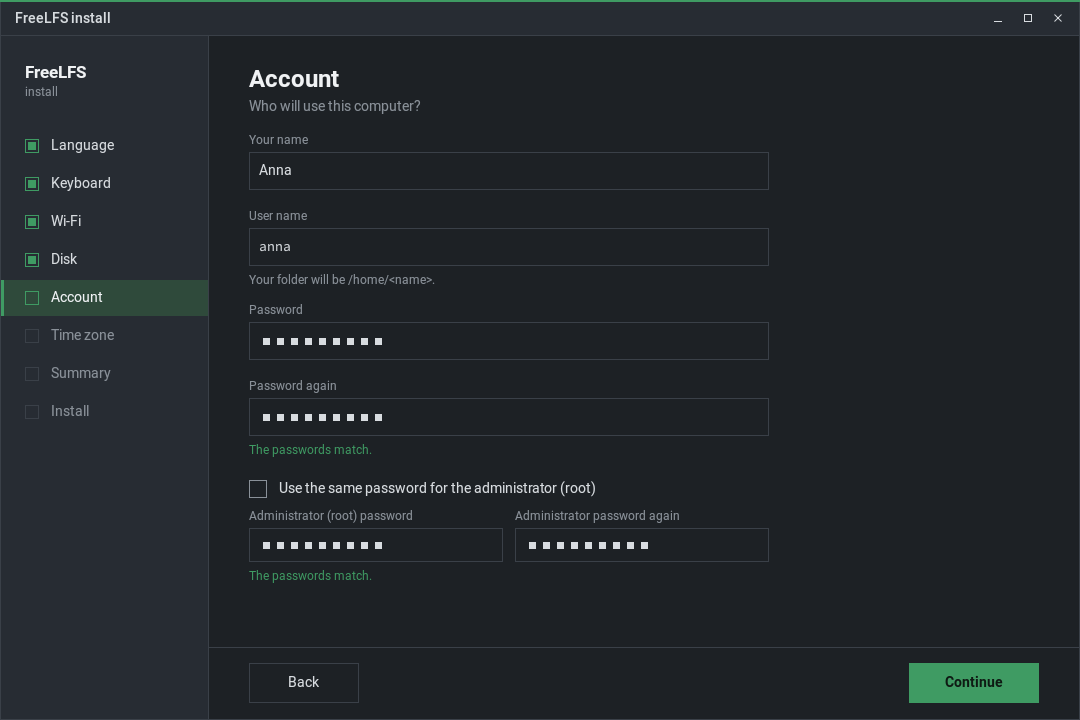 FreeLFS install
FreeLFS
install
Language
Keyboard
Wi-Fi
Disk
Account
Time zone
Summary
Install
Account
Who will use this computer?
Your name
Anna
User name
anna
Your folder will be /home/<name>.
Password
Password again
The passwords match.
Use the same password for the administrator (root)
Administrator (root) password
Administrator password again
The passwords match.
Back
Continue